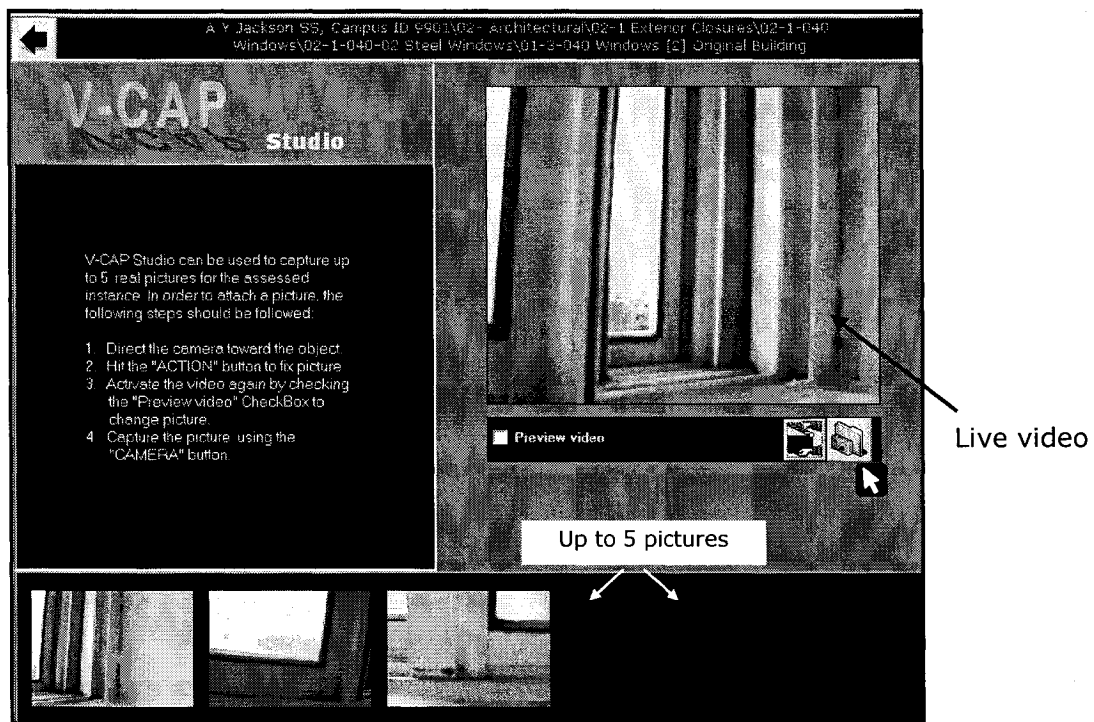 A Y Jackson SS, Campus ID 9901\02- Architectural\02-1 Exterior Closures\02-1-040
Windows\02-1-040-02 Steel Windows\01-3-040 Windows [2] Original Building
V-CAP
Studio
V-CAP Studio can be used to capture up
to 5 real pictures for the assessed
instance. In order to attach a picture, the
following steps should be followed:
1. Direct the camera toward the object.
2. Hit the "ACTION" button to fix picture
3. Activate the video again by checking
the "Preview video" CheckBox to
change picture.
4. Capture the picture using the
"CAMERA" button.
Preview video
Live video
Up to 5 pictures